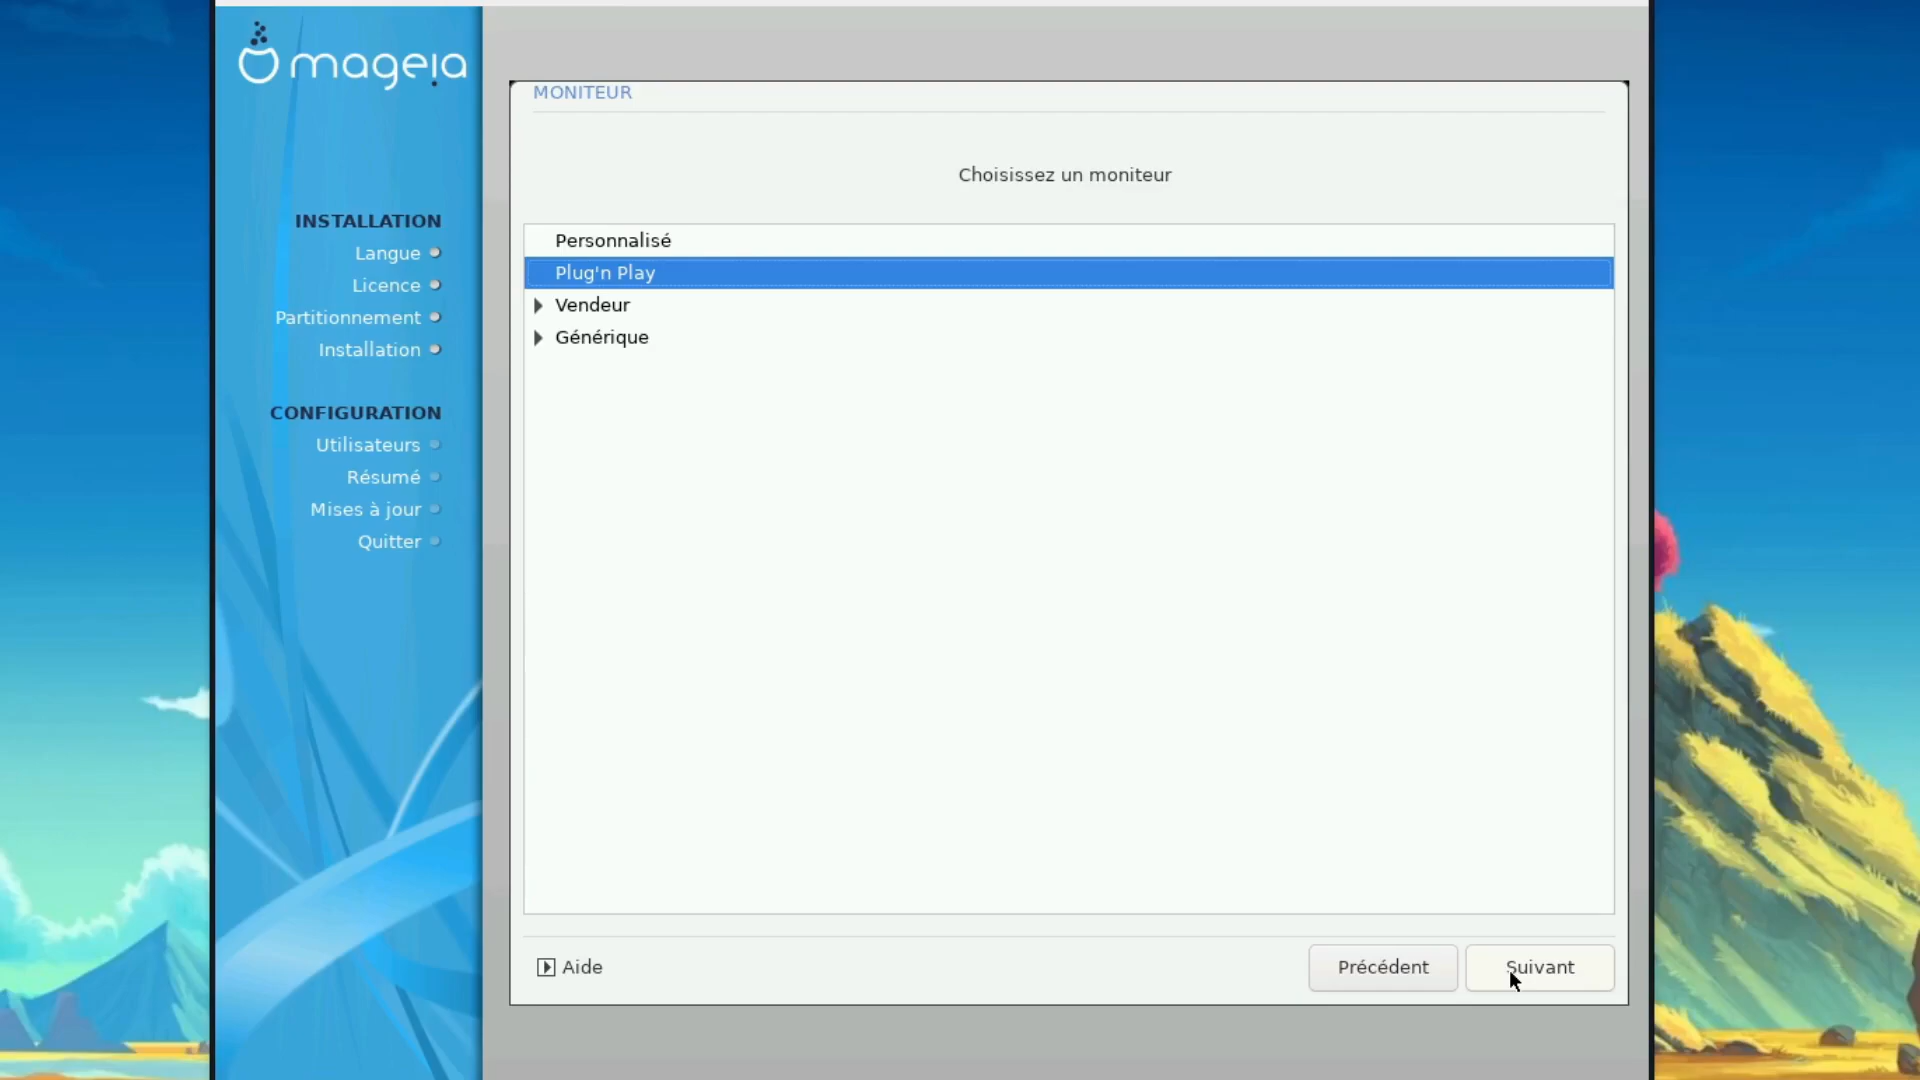 mageia
INSTALLATION
Langue
Licence
Partitionnement
Installation
CONFIGURATION
Utilisateurs
Résumé
Mises à jour
Quitter
MONITEUR
Choisissez un moniteur
Personnalisé
Plug'n Play
Vendeur
Générique
Aide
Précédent
Suivant